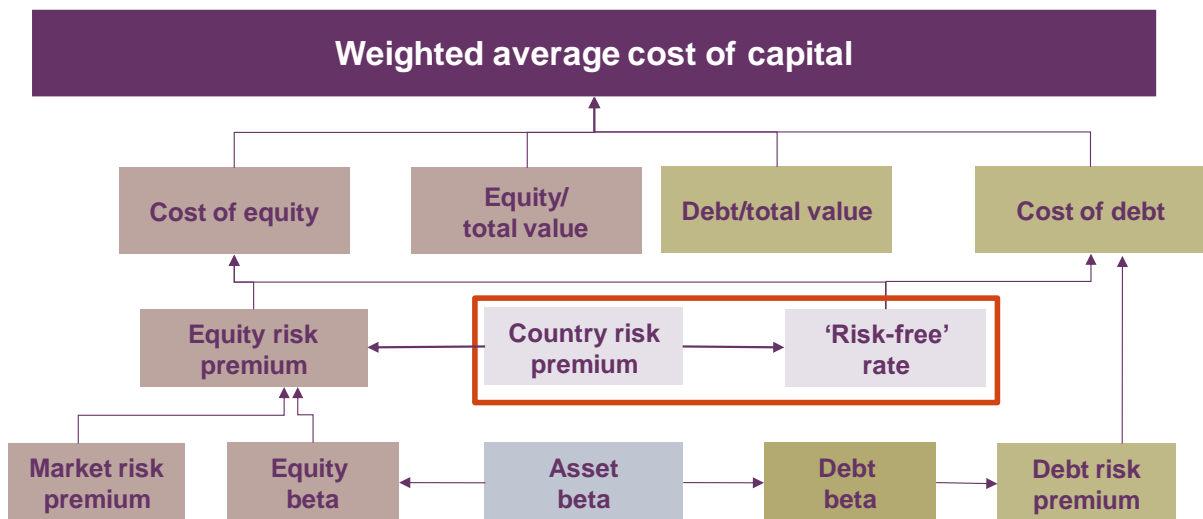 Weighted average cost of capital
Cost of equity
Equity/
total value
Debt/total value
Cost of debt
Equity risk
premium
Country risk
premium
‘Risk-free’
rate
Market risk
premium
Equity
beta
Asset
beta
Debt
beta
Debt risk
premium